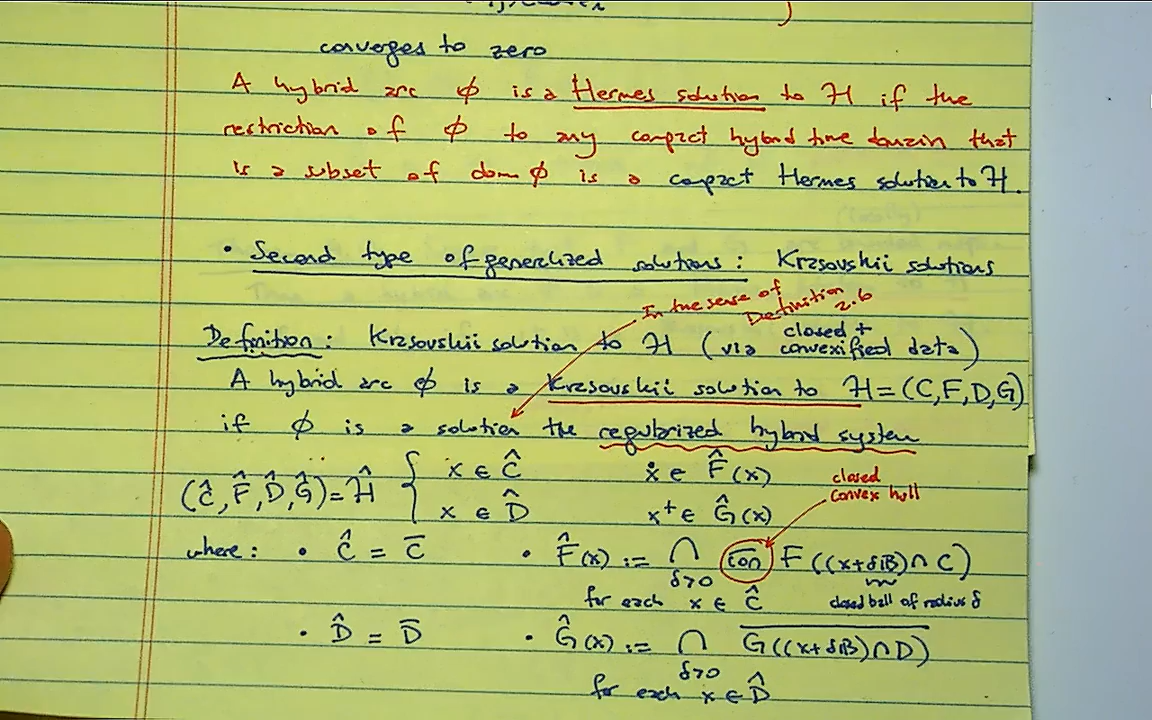 converges to zero
A hybrid arc ϕ is a Hermes solution to H if the
restriction of ϕ to any compact hybrid time domain that
is a subset of dom ϕ is a compact Hermes solution to H.
• Second type of generalized solutions: Krasovskii solutions
In the sense of
Definition 2.6
Definition: Krasovskii solution to H (via closed + convexified data)
A hybrid arc ϕ is a Krasovskii solution to H = (C,F,D,G)
if ϕ is a solution the regularized hybrid system
(Ĉ, F̂, D̂, Ĝ) = Ĥ { x ∈ Ĉ ẋ ∈ F̂(x)
x ∈ D̂ x⁺ ∈ Ĝ(x)
closed
convex hull
where: • Ĉ = C̅ • F̂(x) := ⋂_{δ>0} c̅o̅n̅ F((x+δ𝔹)∩C)
for each x ∈ Ĉ closed ball of radius δ
• D̂ = D̅ • Ĝ(x) := ⋂_{δ>0} \overline{G((x+δ𝔹)∩D)}
for each x ∈ D̂